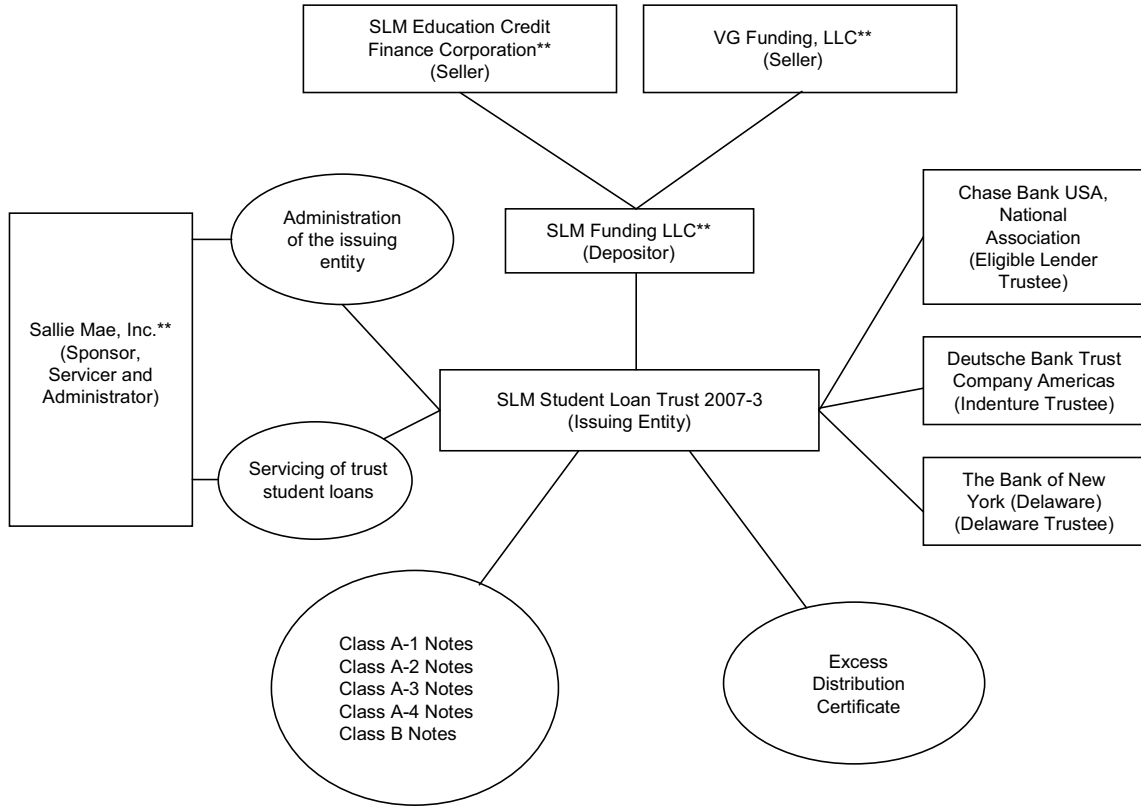 SLM Education Credit
Finance Corporation**
(Seller)
VG Funding, LLC**
(Seller)
Administration
of the issuing
entity
SLM Funding LLC**
(Depositor)
Chase Bank USA,
National
Association
(Eligible Lender
Trustee)
Sallie Mae, Inc.**
(Sponsor,
Servicer and
Administrator)
SLM Student Loan Trust 2007-3
(Issuing Entity)
Deutsche Bank Trust
Company Americas
(Indenture Trustee)
Servicing of trust
student loans
The Bank of New
York (Delaware)
(Delaware Trustee)
Class A-1 Notes
Class A-2 Notes
Class A-3 Notes
Class A-4 Notes
Class B Notes
Excess
Distribution
Certificate